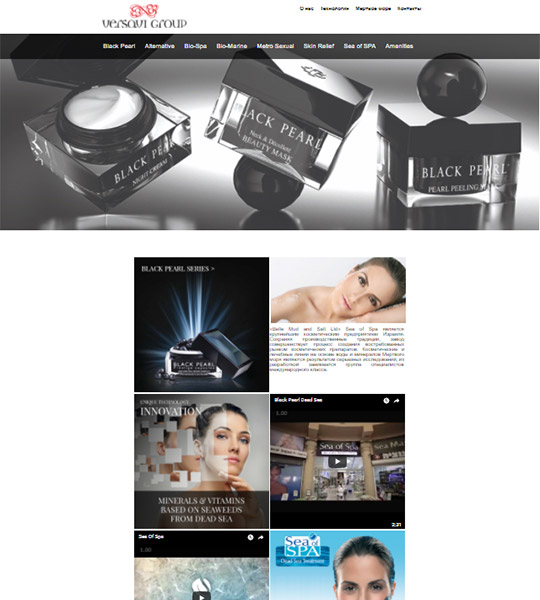 VERSAVI GROUP
О нас Технологии Мертвое море Контакты
Black Pearl Alternative Bio-Spa Bio-Marine Metro Sexual Skin Relief Sea of SPA Amenities
BLACK PEARL
NIGHT CREAM
BLACK PEARL
Neck & Décolleté
BEAUTY MASK
BLACK PEARL
PEARL PEELING
BLACK PEARL SERIES >
BLACK PEARL
«Belle Mud and Salt Ltd» Sea of Spa является
крупнейшим косметическим предприятием Израиля.
Сохраняя производственные традиции, завод
совершенствует процесс создания востребованных
рынком косметических препаратов. Косметические и
лечебные линии на основе воды и минералов Мертвого
моря являются результатом серьезных исследований, их
разработкой занимается группа специалистов
международного класса.
UNIQUE TECHNOLOGY
INNOVATION
MINERALS & VITAMINS
BASED ON SEAWEEDS
FROM DEAD SEA
Black Pearl Dead Sea
1.00
Sea of Spa
2:21
Sea Of Spa
1.00
Sea of
SPA
Dead Sea Treatment